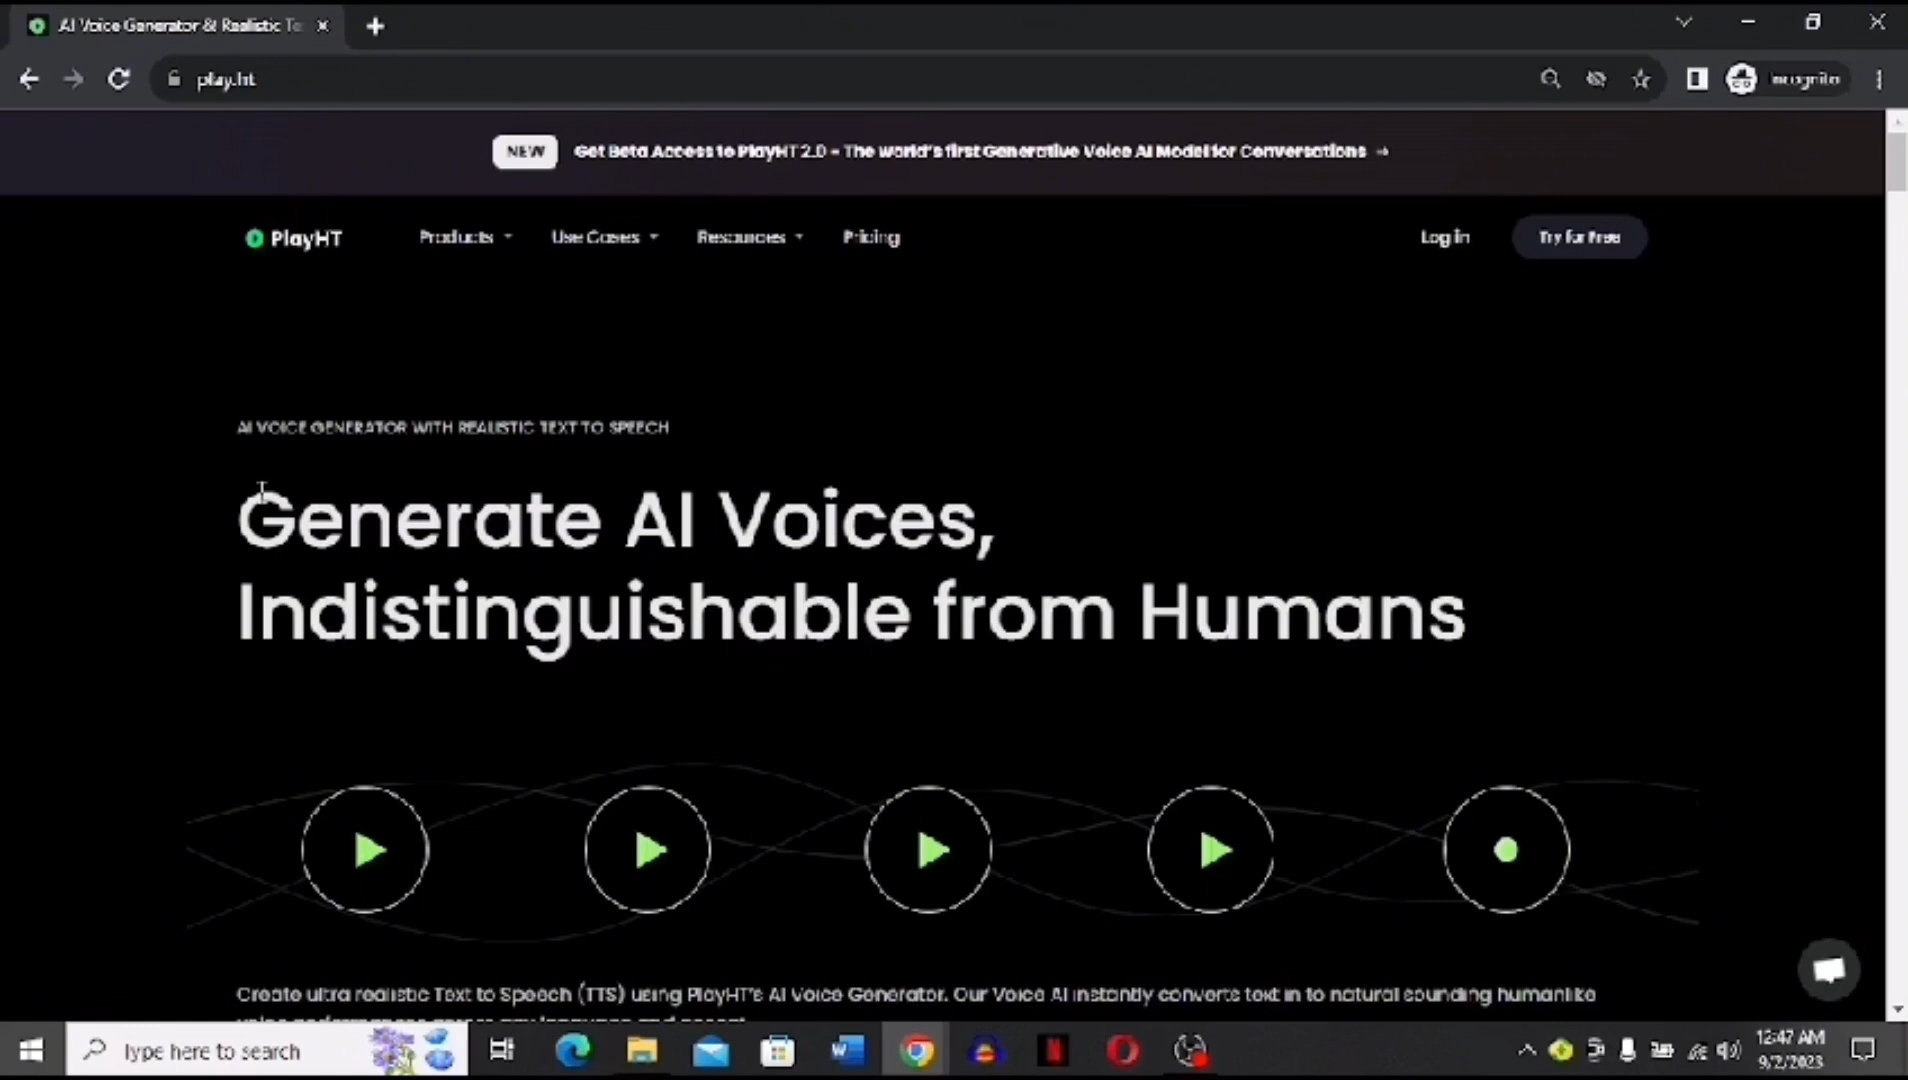 AI Voice Generator & Realistic Te
play.ht
Incognito
NEW Get Beta Access to PlayHT 2.0 - The world's first Generative Voice AI Model for Conversations →
PlayHT Products Use Cases Resources Pricing Log in Try for Free
AI VOICE GENERATOR WITH REALISTIC TEXT TO SPEECH
Generate AI Voices,
Indistinguishable from Humans
Create ultra realistic Text to Speech (TTS) using PlayHT's AI Voice Generator. Our Voice AI instantly converts text in to natural sounding humanlike
Type here to search
12:47 AM
9/2/2023